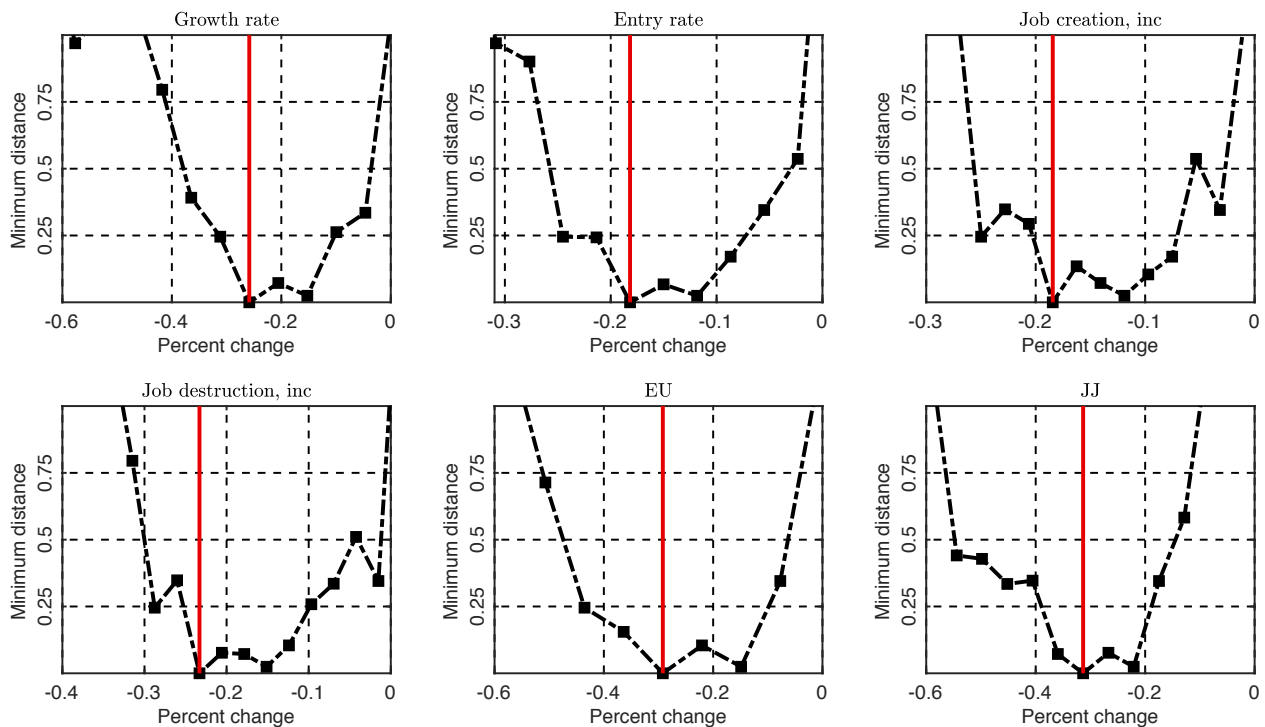 Growth rate
Minimum distance
0.75
0.5
0.25
-0.6
-0.4
-0.2
0
Percent change
Entry rate
Minimum distance
0.75
0.5
0.25
-0.3
-0.2
-0.1
0
Percent change
Job creation, inc
Minimum distance
0.75
0.5
0.25
-0.3
-0.2
-0.1
0
Percent change
Job destruction, inc
Minimum distance
0.75
0.5
0.25
-0.4
-0.3
-0.2
-0.1
0
Percent change
EU
Minimum distance
0.75
0.5
0.25
-0.6
-0.4
-0.2
0
Percent change
JJ
Minimum distance
0.75
0.5
0.25
-0.6
-0.4
-0.2
0
Percent change